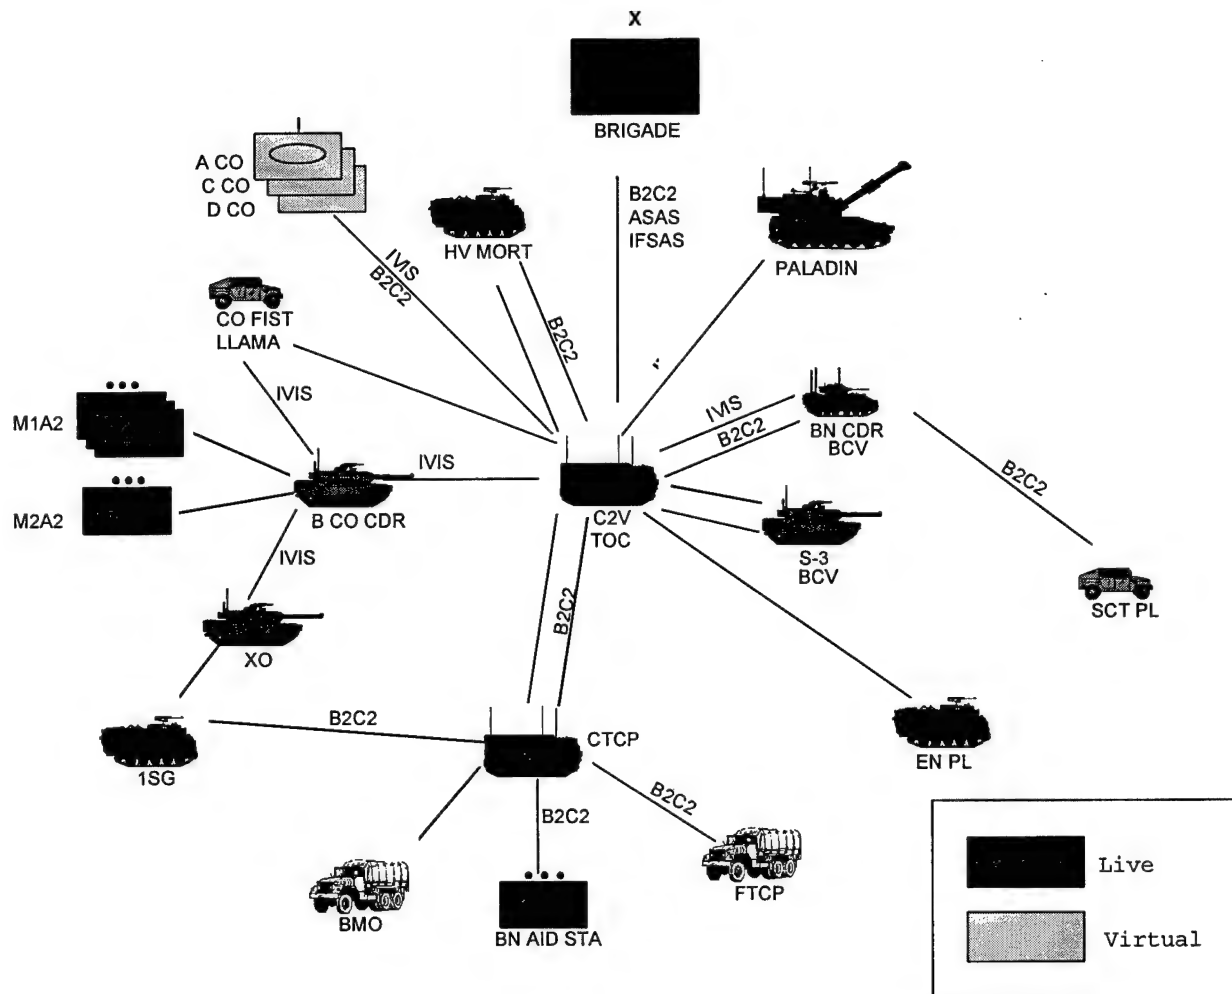 X
BRIGADE
A CO
C CO
D CO
HV MORT
B2C2
ASAS
IFSAS
PALADIN
IVIS
B2C2
B2C2
CO FIST
LLAMA
IVIS
M1A2
M2A2
B CO CDR
IVIS
C2V
TOC
IVIS
B2C2
BN CDR
BCV
S-3
BCV
B2C2
SCT PL
IVIS
XO
B2C2
1SG
B2C2
CTCP
EN PL
B2C2
B2C2
BMO
BN AID STA
FTCP
Live
Virtual